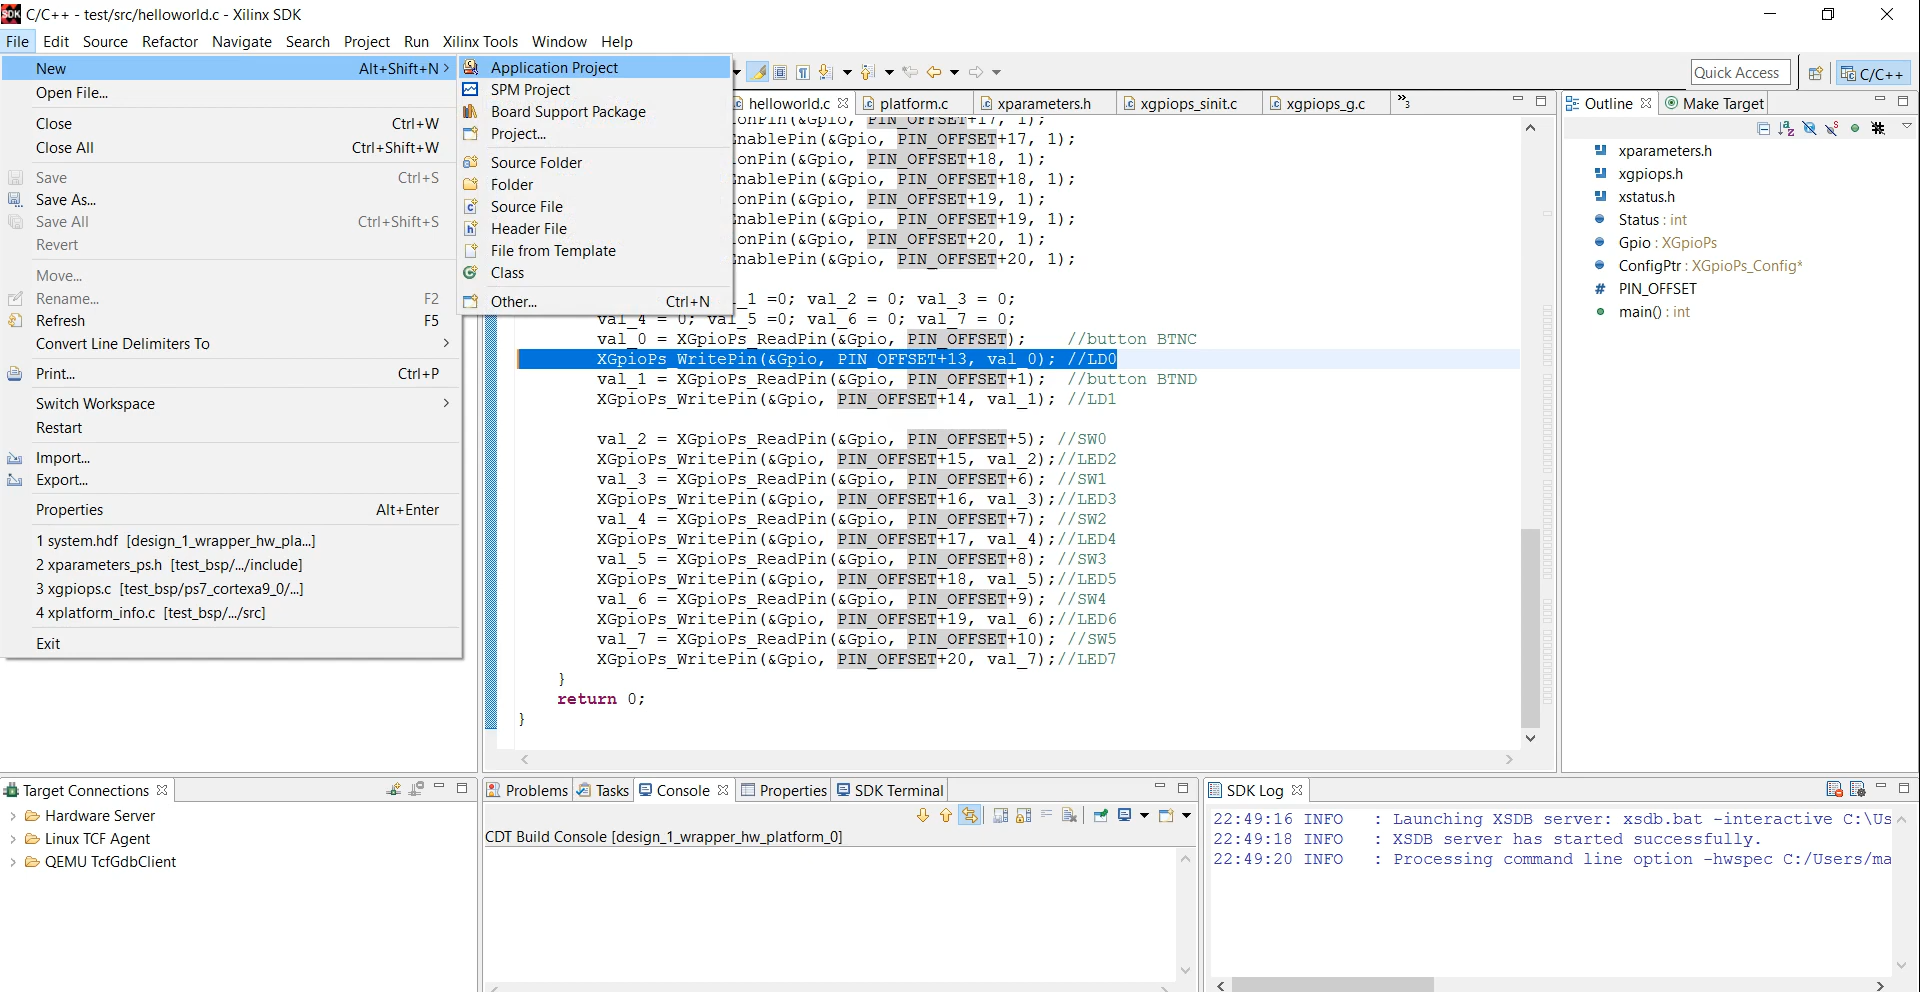 C/C++ - test/src/helloworld.c - Xilinx SDK
File Edit Source Refactor Navigate Search Project Run Xilinx Tools Window Help
New Alt+Shift+N
Open File...
Close Ctrl+W
Close All Ctrl+Shift+W
Save Ctrl+S
Save As...
Save All Ctrl+Shift+S
Revert
Move...
Rename... F2
Refresh F5
Convert Line Delimiters To
Print... Ctrl+P
Switch Workspace
Restart
Import...
Export...
Properties Alt+Enter
1 system.hdf [design_1_wrapper_hw_pla...]
2 xparameters_ps.h [test_bsp/.../include]
3 xgpiops.c [test_bsp/ps7_cortexa9_0/...]
4 xplatform_info.c [test_bsp/.../src]
Exit
Application Project
SPM Project
Board Support Package
Project...
Source Folder
Folder
Source File
Header File
File from Template
Class
Other... Ctrl+N
Quick Access C/C++
helloworld.c platform.c xparameters.h xgpiops_sinit.c xgpiops_g.c »3
onPin(&Gpio, PIN_OFFSET+17, 1);
nablePin(&Gpio, PIN_OFFSET+17, 1);
onPin(&Gpio, PIN_OFFSET+18, 1);
nablePin(&Gpio, PIN_OFFSET+18, 1);
onPin(&Gpio, PIN_OFFSET+19, 1);
nablePin(&Gpio, PIN_OFFSET+19, 1);
onPin(&Gpio, PIN_OFFSET+20, 1);
nablePin(&Gpio, PIN_OFFSET+20, 1);
_1 =0; val_2 = 0; val_3 = 0;
val_4 = 0; val_5 =0; val_6 = 0; val_7 = 0;
val_0 = XGpioPs_ReadPin(&Gpio, PIN_OFFSET); //button BTNC
XGpioPs_WritePin(&Gpio, PIN_OFFSET+13, val_0); //LD0
val_1 = XGpioPs_ReadPin(&Gpio, PIN_OFFSET+1); //button BTND
XGpioPs_WritePin(&Gpio, PIN_OFFSET+14, val_1); //LD1
val_2 = XGpioPs_ReadPin(&Gpio, PIN_OFFSET+5); //SW0
XGpioPs_WritePin(&Gpio, PIN_OFFSET+15, val_2);//LED2
val_3 = XGpioPs_ReadPin(&Gpio, PIN_OFFSET+6); //SW1
XGpioPs_WritePin(&Gpio, PIN_OFFSET+16, val_3);//LED3
val_4 = XGpioPs_ReadPin(&Gpio, PIN_OFFSET+7); //SW2
XGpioPs_WritePin(&Gpio, PIN_OFFSET+17, val_4);//LED4
val_5 = XGpioPs_ReadPin(&Gpio, PIN_OFFSET+8); //SW3
XGpioPs_WritePin(&Gpio, PIN_OFFSET+18, val_5);//LED5
val_6 = XGpioPs_ReadPin(&Gpio, PIN_OFFSET+9); //SW4
XGpioPs_WritePin(&Gpio, PIN_OFFSET+19, val_6);//LED6
val_7 = XGpioPs_ReadPin(&Gpio, PIN_OFFSET+10); //SW5
XGpioPs_WritePin(&Gpio, PIN_OFFSET+20, val_7);//LED7
}
return 0;
}
Outline Make Target
xparameters.h
xgpiops.h
xstatus.h
Status : int
Gpio : XGpioPs
ConfigPtr : XGpioPs_Config*
# PIN_OFFSET
main() : int
Target Connections
Hardware Server
Linux TCF Agent
QEMU TcfGdbClient
Problems Tasks Console Properties SDK Terminal
CDT Build Console [design_1_wrapper_hw_platform_0]
SDK Log
22:49:16 INFO : Launching XSDB server: xsdb.bat -interactive C:\Us
22:49:18 INFO : XSDB server has started successfully.
22:49:20 INFO : Processing command line option -hwspec C:/Users/ma